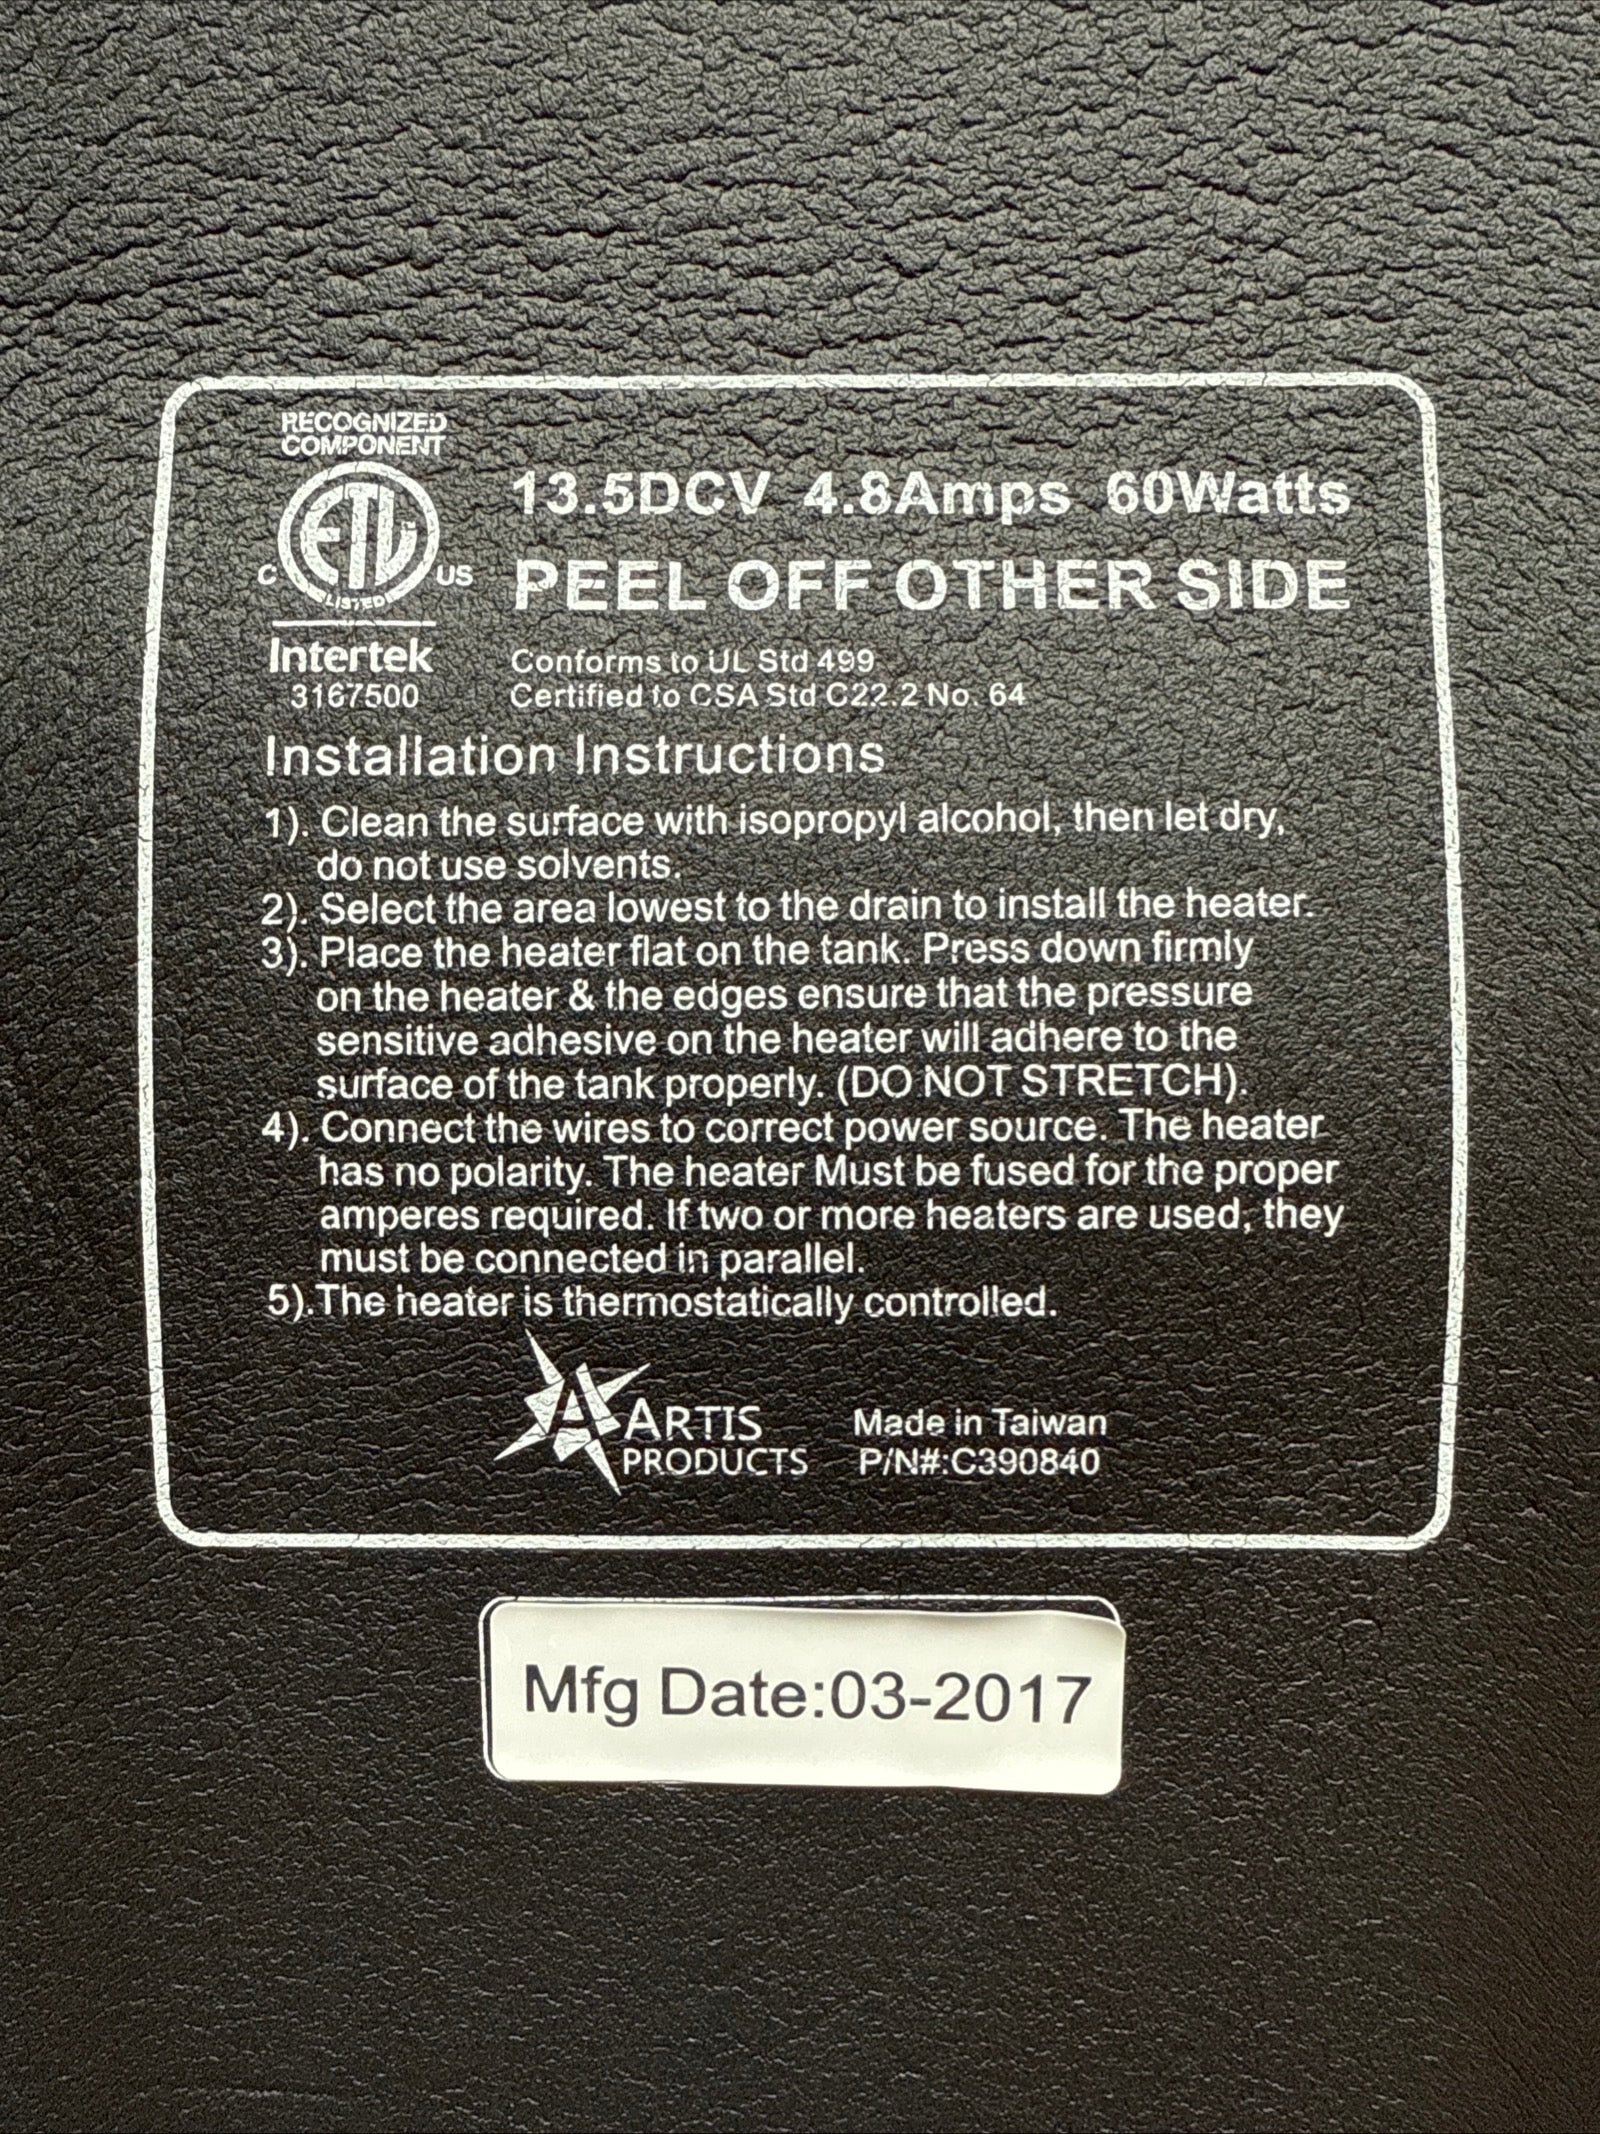 RECOGNIZED
COMPONENT
ETL
C US
LISTED
Intertek
3167500
13.5DCV 4.8Amps 60Watts
PEEL OFF OTHER SIDE
Conforms to UL Std 499
Certified to CSA Std C22.2 No. 64
Installation Instructions
1). Clean the surface with isopropyl alcohol, then let dry,
do not use solvents.
2). Select the area lowest to the drain to install the heater.
3). Place the heater flat on the tank. Press down firmly
on the heater & the edges ensure that the pressure
sensitive adhesive on the heater will adhere to the
surface of the tank properly. (DO NOT STRETCH).
4). Connect the wires to correct power source. The heater
has no polarity. The heater Must be fused for the proper
amperes required. If two or more heaters are used, they
must be connected in parallel.
5).The heater is thermostatically controlled.
A ARTIS
PRODUCTS
Made in Taiwan
P/N#:C390840
Mfg Date:03-2017